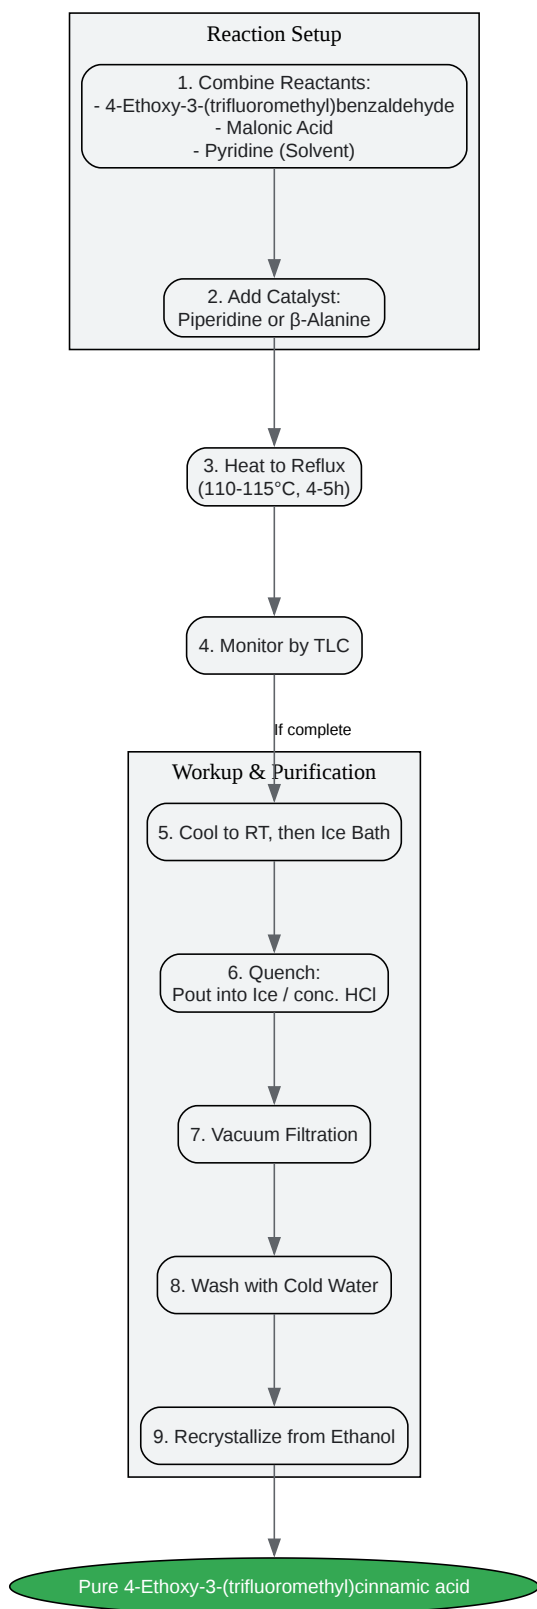 Reaction Setup
1. Combine Reactants:
- 4-Ethoxy-3-(trifluoromethyl)benzaldehyde
- Malonic Acid
- Pyridine (Solvent)
2. Add Catalyst:
Piperidine or β-Alanine
3. Heat to Reflux
(110-115°C, 4-5h)
4. Monitor by TLC
If complete
Workup & Purification
5. Cool to RT, then Ice Bath
6. Quench:
Pout into Ice / conc. HCl
7. Vacuum Filtration
8. Wash with Cold Water
9. Recrystallize from Ethanol
Pure 4-Ethoxy-3-(trifluoromethyl)cinnamic acid